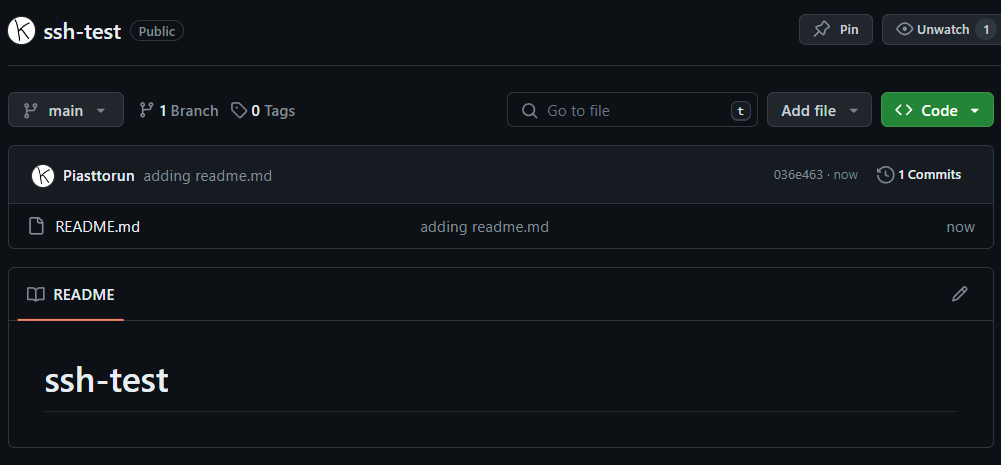 ssh-test Public Pin Unwatch 1
main 1 Branch 0 Tags Go to file t Add file Code
Piasttorun adding readme.md 036e463 · now 1 Commits
README.md adding readme.md now
README
ssh-test